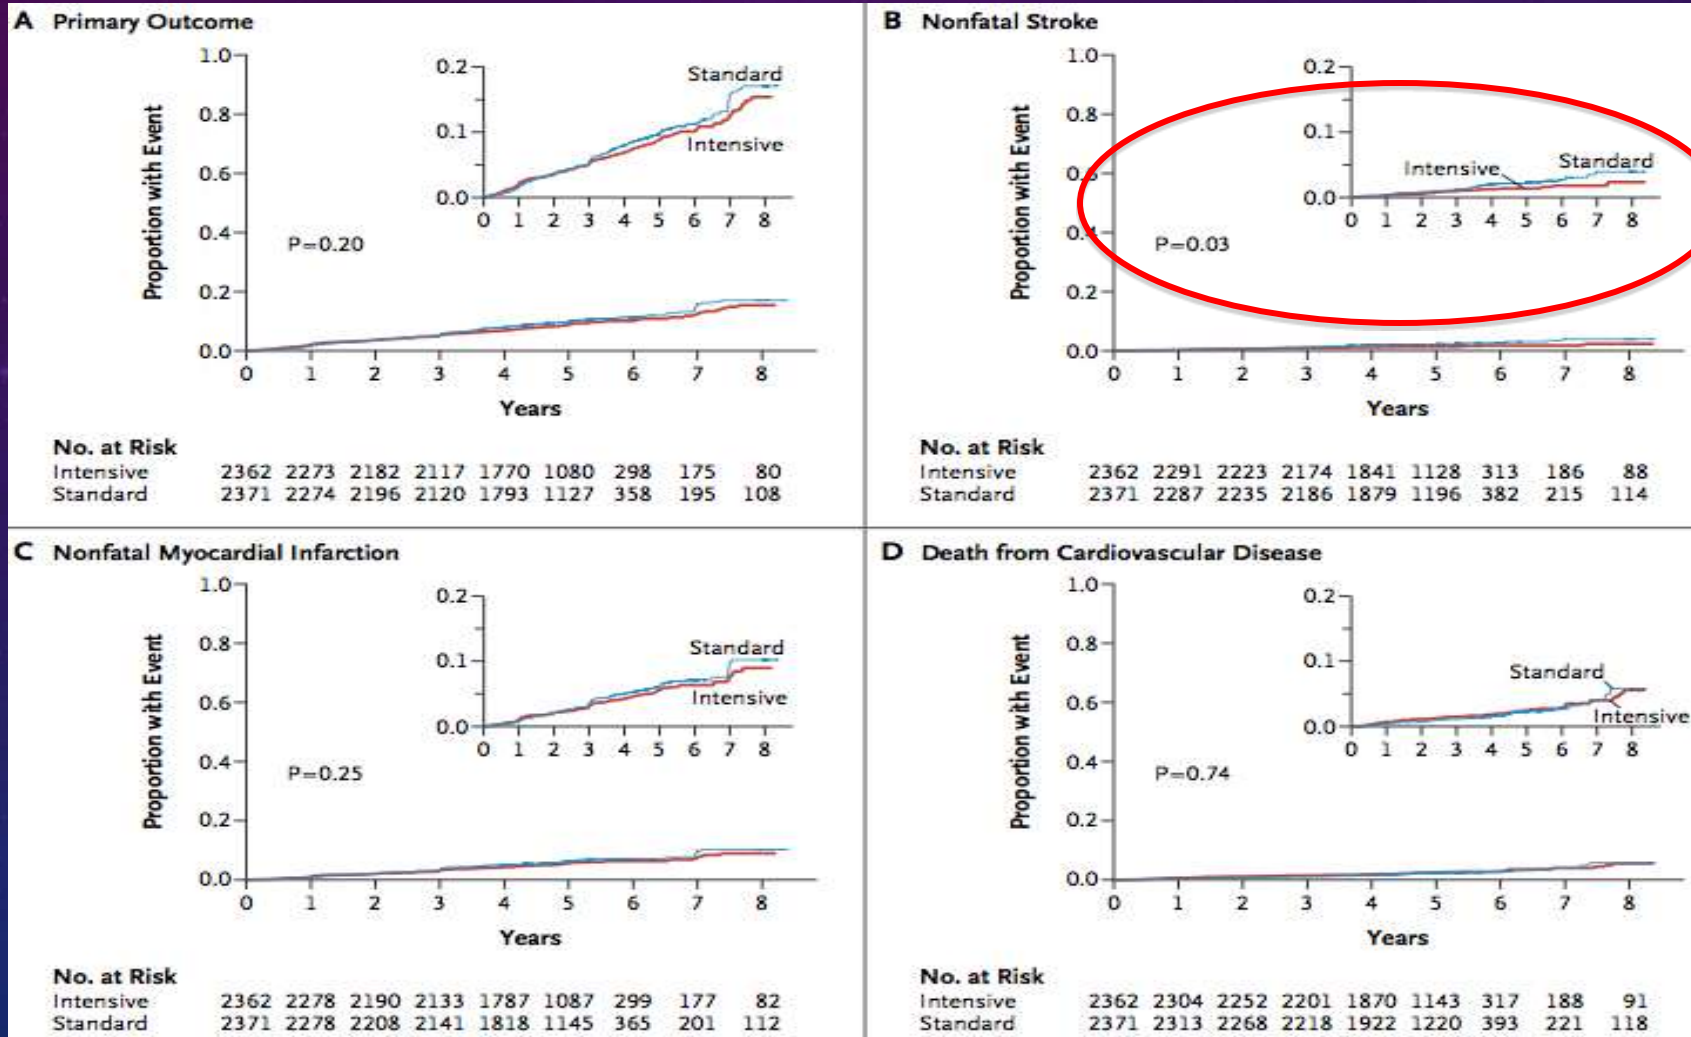 A Primary Outcome
1.0
0.8
0.6
0.4
0.2
0.0
Proportion with Event
0.2
0.1
0.0
Standard
Intensive
0 1 2 3 4 5 6 7 8
P=0.20
0 1 2 3 4 5 6 7 8
Years
No. at Risk
Intensive 2362 2273 2182 2117 1770 1080 298 175 80
Standard 2371 2274 2196 2120 1793 1127 358 195 108
B Nonfatal Stroke
1.0
0.8
0.6
0.4
0.2
0.0
Proportion with Event
0.2
0.1
0.0
Intensive Standard
0 1 2 3 4 5 6 7 8
P=0.03
0 1 2 3 4 5 6 7 8
Years
No. at Risk
Intensive 2362 2291 2223 2174 1841 1128 313 186 88
Standard 2371 2287 2235 2186 1879 1196 382 215 114
C Nonfatal Myocardial Infarction
1.0
0.8
0.6
0.4
0.2
0.0
Proportion with Event
0.2
0.1
0.0
Standard
Intensive
0 1 2 3 4 5 6 7 8
P=0.25
0 1 2 3 4 5 6 7 8
Years
No. at Risk
Intensive 2362 2278 2190 2133 1787 1087 299 177 82
Standard 2371 2278 2208 2141 1818 1145 365 201 112
D Death from Cardiovascular Disease
1.0
0.8
0.6
0.4
0.2
0.0
Proportion with Event
0.2
0.1
0.0
Standard
Intensive
0 1 2 3 4 5 6 7 8
P=0.74
0 1 2 3 4 5 6 7 8
Years
No. at Risk
Intensive 2362 2304 2252 2201 1870 1143 317 188 91
Standard 2371 2313 2268 2218 1922 1220 393 221 118